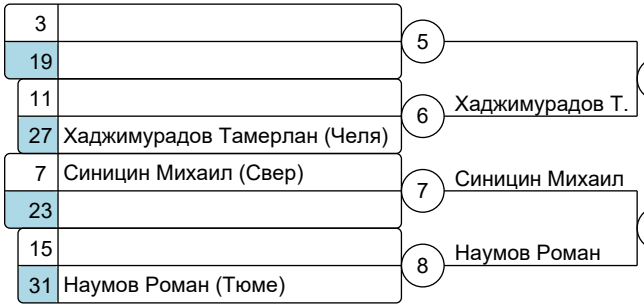 3
5
19
11
6 Хаджимурадов Т.
27 Хаджимурадов Тамерлан (Челя)
7 Синицин Михаил (Свер)
7 Синицин Михаил
23
15
8 Наумов Роман
31 Наумов Роман (Тюме)